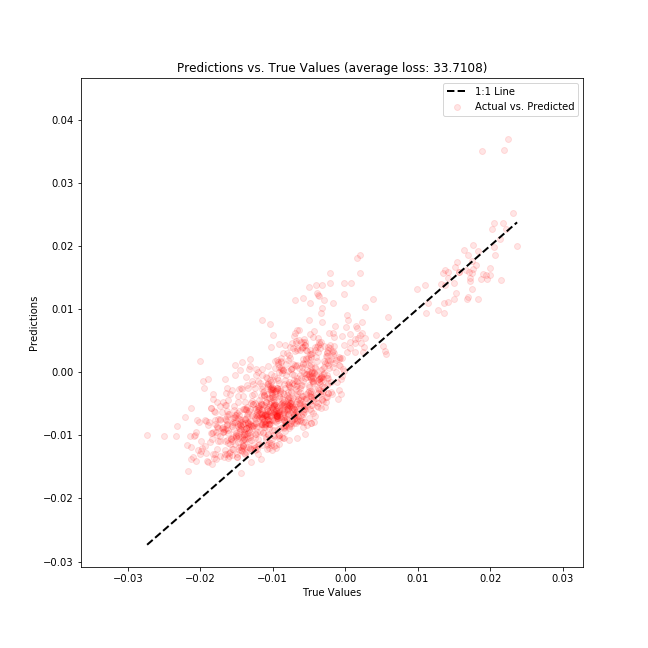 Predictions vs. True Values (average loss: 33.7108)
1:1 Line
Actual vs. Predicted
0.04
0.03
0.02
0.01
0.00
−0.01
−0.02
−0.03
Predictions
−0.03 −0.02 −0.01 0.00 0.01 0.02 0.03
True Values